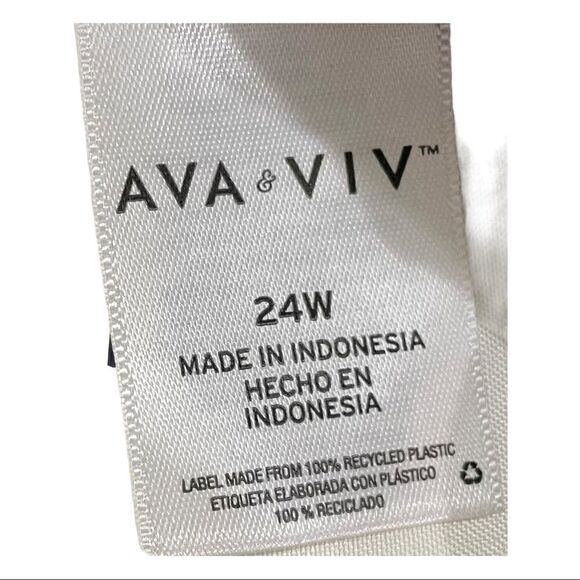 AVA & VIV™
24W
MADE IN INDONESIA
HECHO EN
INDONESIA
LABEL MADE FROM 100% RECYCLED PLASTIC
ETIQUETA ELABORADA CON PLÁSTICO
100 % RECICLADO